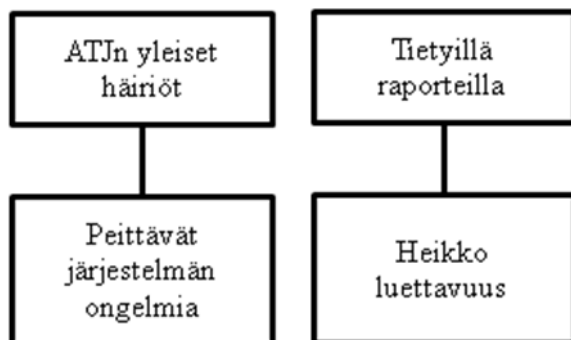 ATJn yleiset
häiriöt
Tietyillä
raporteilla
Peittävät
järjestelmän
ongelmia
Heikko
luettavuus